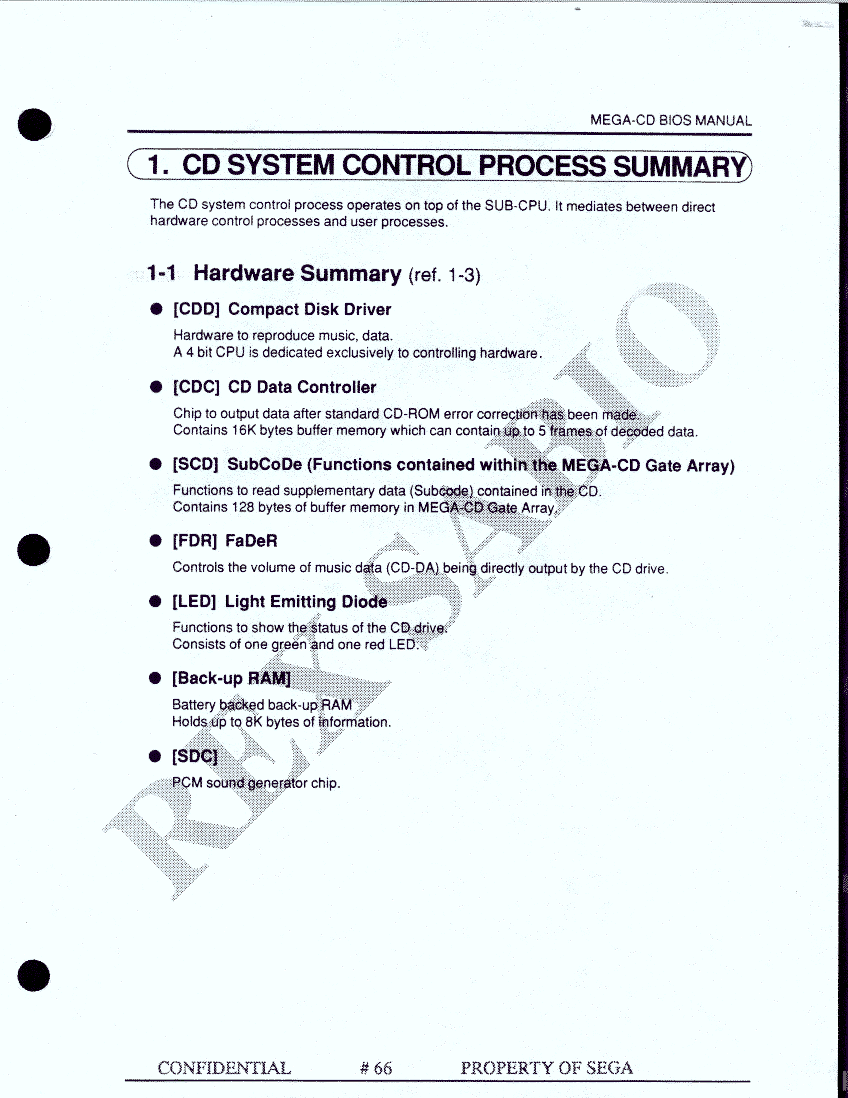 MEGA-CD BIOS MANUAL
1. CD SYSTEM CONTROL PROCESS SUMMARY
The CD system control process operates on top of the SUB-CPU. It mediates between direct
hardware control processes and user processes.
1-1 Hardware Summary (ref. 1-3)
● [CDD] Compact Disk Driver
Hardware to reproduce music, data.
A 4 bit CPU is dedicated exclusively to controlling hardware.
● [CDC] CD Data Controller
Chip to output data after standard CD-ROM error correction has been made.
Contains 16K bytes buffer memory which can contain up to 5 frames of decoded data.
● [SCD] SubCoDe (Functions contained within the MEGA-CD Gate Array)
Functions to read supplementary data (Subcode) contained in the CD.
Contains 128 bytes of buffer memory in MEGA-CD Gate Array.
● [FDR] FaDeR
Controls the volume of music data (CD-DA) being directly output by the CD drive.
● [LED] Light Emitting Diode
Functions to show the status of the CD drive.
Consists of one green and one red LED.
● [Back-up RAM]
Battery backed back-up RAM
Holds up to 8K bytes of information.
● [SDC]
PCM sound generator chip.
REX SABIO
CONFIDENTIAL # 66 PROPERTY OF SEGA